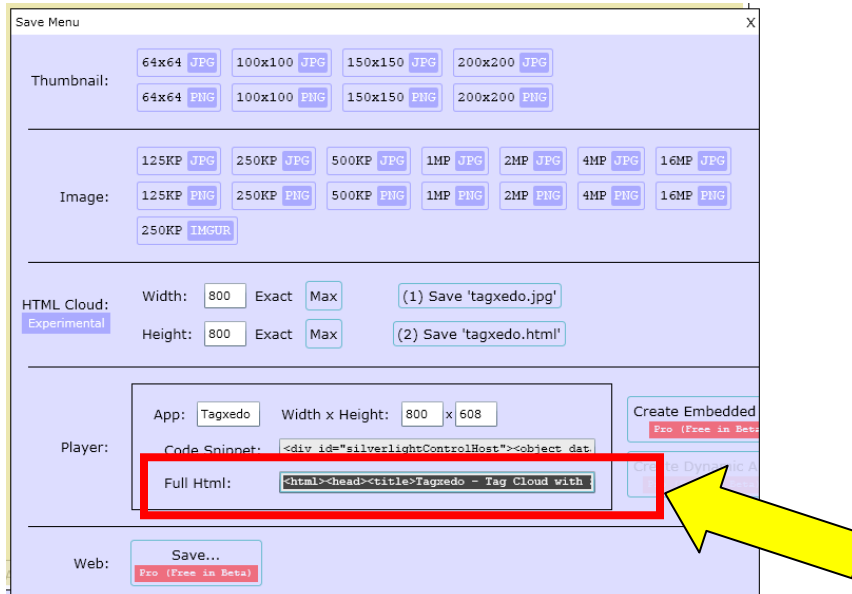 Save Menu X
Thumbnail:
64x64 JPG 100x100 JPG 150x150 JPG 200x200 JPG
64x64 PNG 100x100 PNG 150x150 PNG 200x200 PNG
Image:
125KP JPG 250KP JPG 500KP JPG 1MP JPG 2MP JPG 4MP JPG 16MP JPG
125KP PNG 250KP PNG 500KP PNG 1MP PNG 2MP PNG 4MP PNG 16MP PNG
250KP IMGUR
HTML Cloud:
Experimental
Width: 800 Exact Max (1) Save 'tagxedo.jpg'
Height: 800 Exact Max (2) Save 'tagxedo.html'
Player:
App: Tagxedo Width x Height: 800 x 608
Code Snippet: <div id="silverlightControlHost"><object dat
Full Html: <html><head><title>Tagxedo - Tag Cloud with
Create Embedded
Pro (Free in Beta
Create Dynamic A
Web:
Save...
Pro (Free in Beta)